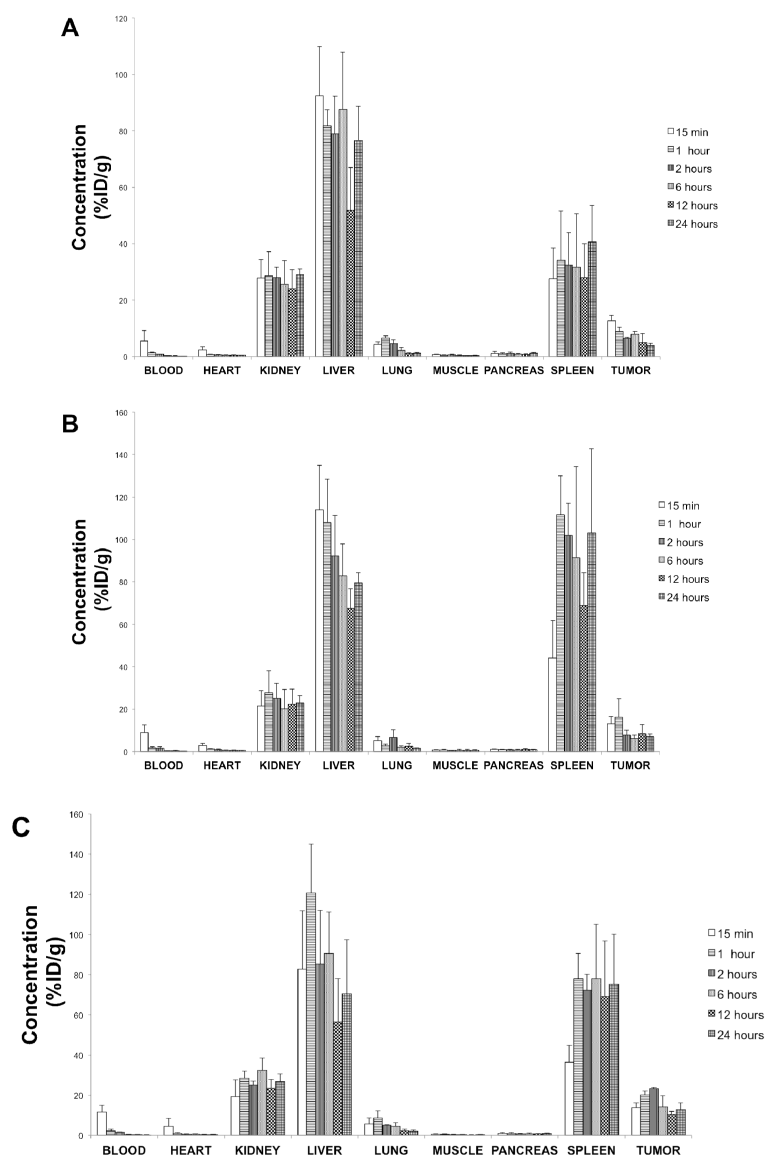 A
120
100
80
60
40
20
0
Concentration
(%ID/g)
15 min
1 hour
2 hours
6 hours
12 hours
24 hours
BLOOD HEART KIDNEY LIVER LUNG MUSCLE PANCREAS SPLEEN TUMOR
B
160
140
120
100
80
60
40
20
0
Concentration
(%ID/g)
15 min
1 hour
2 hours
6 hours
12 hours
24 hours
BLOOD HEART KIDNEY LIVER LUNG MUSCLE PANCREAS SPLEEN TUMOR
C
160
140
120
100
80
60
40
20
0
Concentration
(%ID/g)
15 min
1 hour
2 hours
6 hours
12 hours
24 hours
BLOOD HEART KIDNEY LIVER LUNG MUSCLE PANCREAS SPLEEN TUMOR